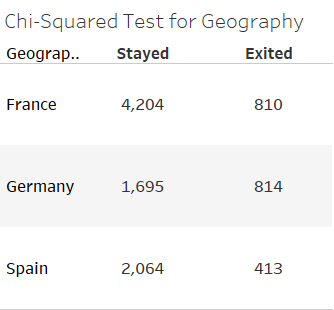 Chi-Squared Test for Geography
Geograp.. Stayed Exited
France 4,204 810
Germany 1,695 814
Spain 2,064 413